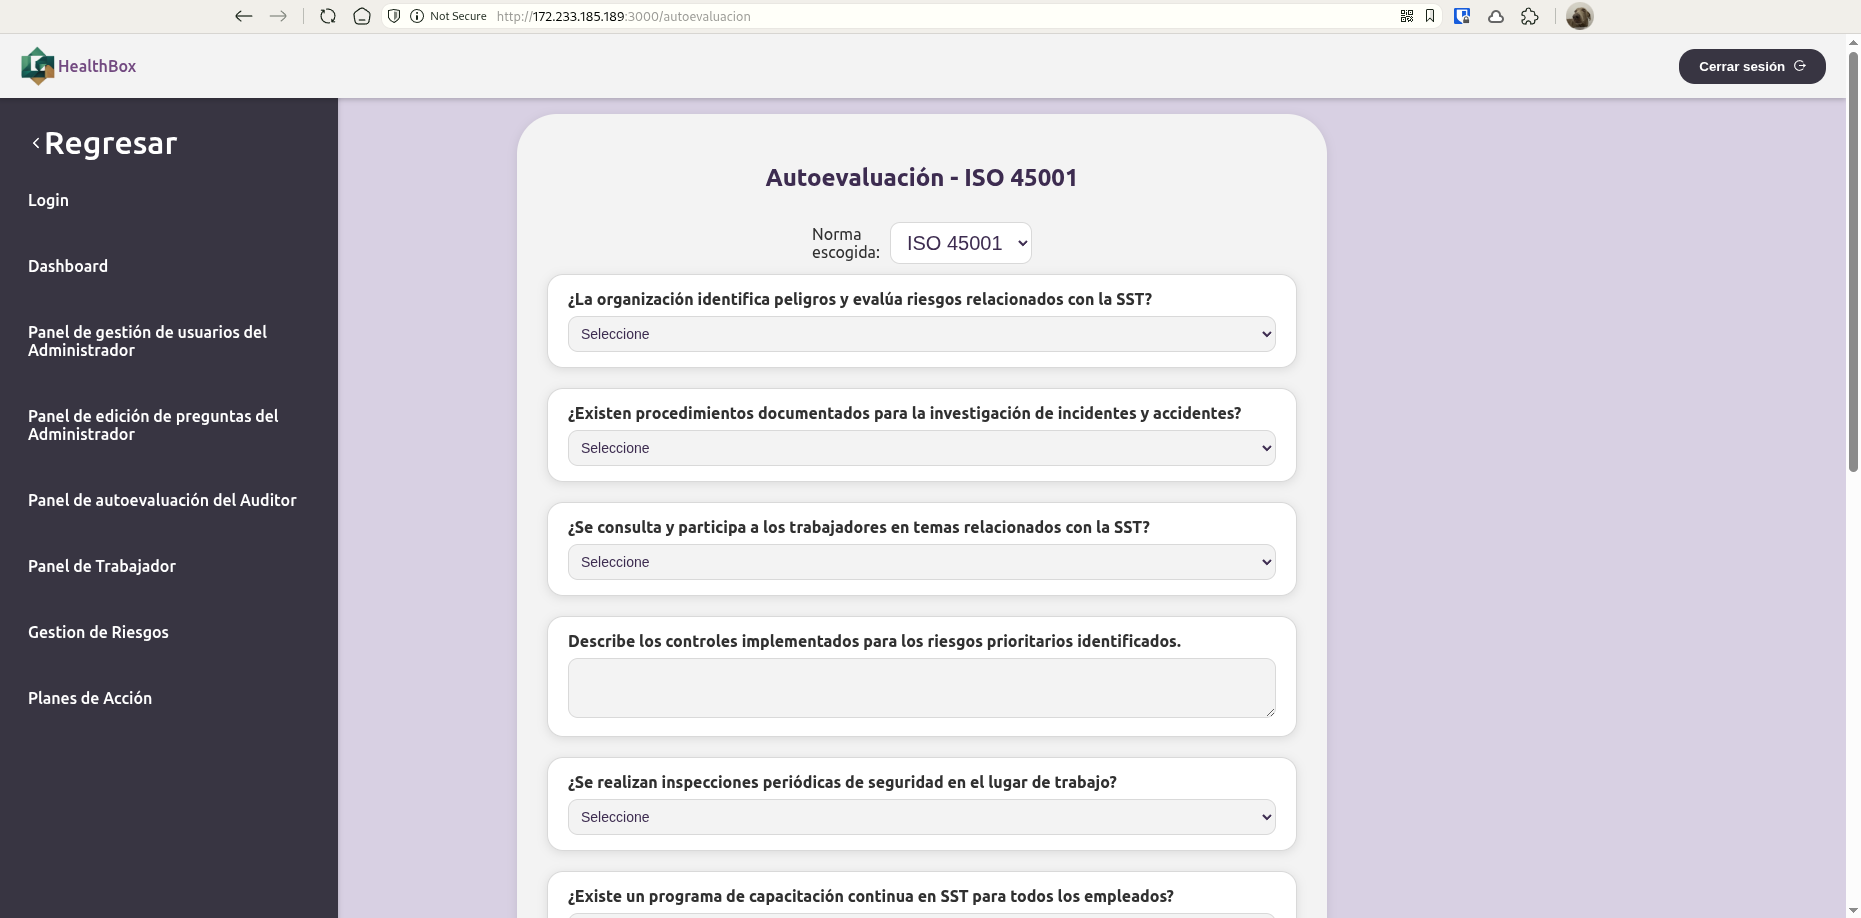 Not Secure http://172.233.185.189:3000/autoevaluacion
HealthBox
Cerrar sesión
Regresar
Login
Dashboard
Panel de gestión de usuarios del
Administrador
Panel de edición de preguntas del
Administrador
Panel de autoevaluación del Auditor
Panel de Trabajador
Gestion de Riesgos
Planes de Acción
Autoevaluación - ISO 45001
Norma
escogida:
ISO 45001
¿La organización identifica peligros y evalúa riesgos relacionados con la SST?
Seleccione
¿Existen procedimientos documentados para la investigación de incidentes y accidentes?
Seleccione
¿Se consulta y participa a los trabajadores en temas relacionados con la SST?
Seleccione
Describe los controles implementados para los riesgos prioritarios identificados.
¿Se realizan inspecciones periódicas de seguridad en el lugar de trabajo?
Seleccione
¿Existe un programa de capacitación continua en SST para todos los empleados?